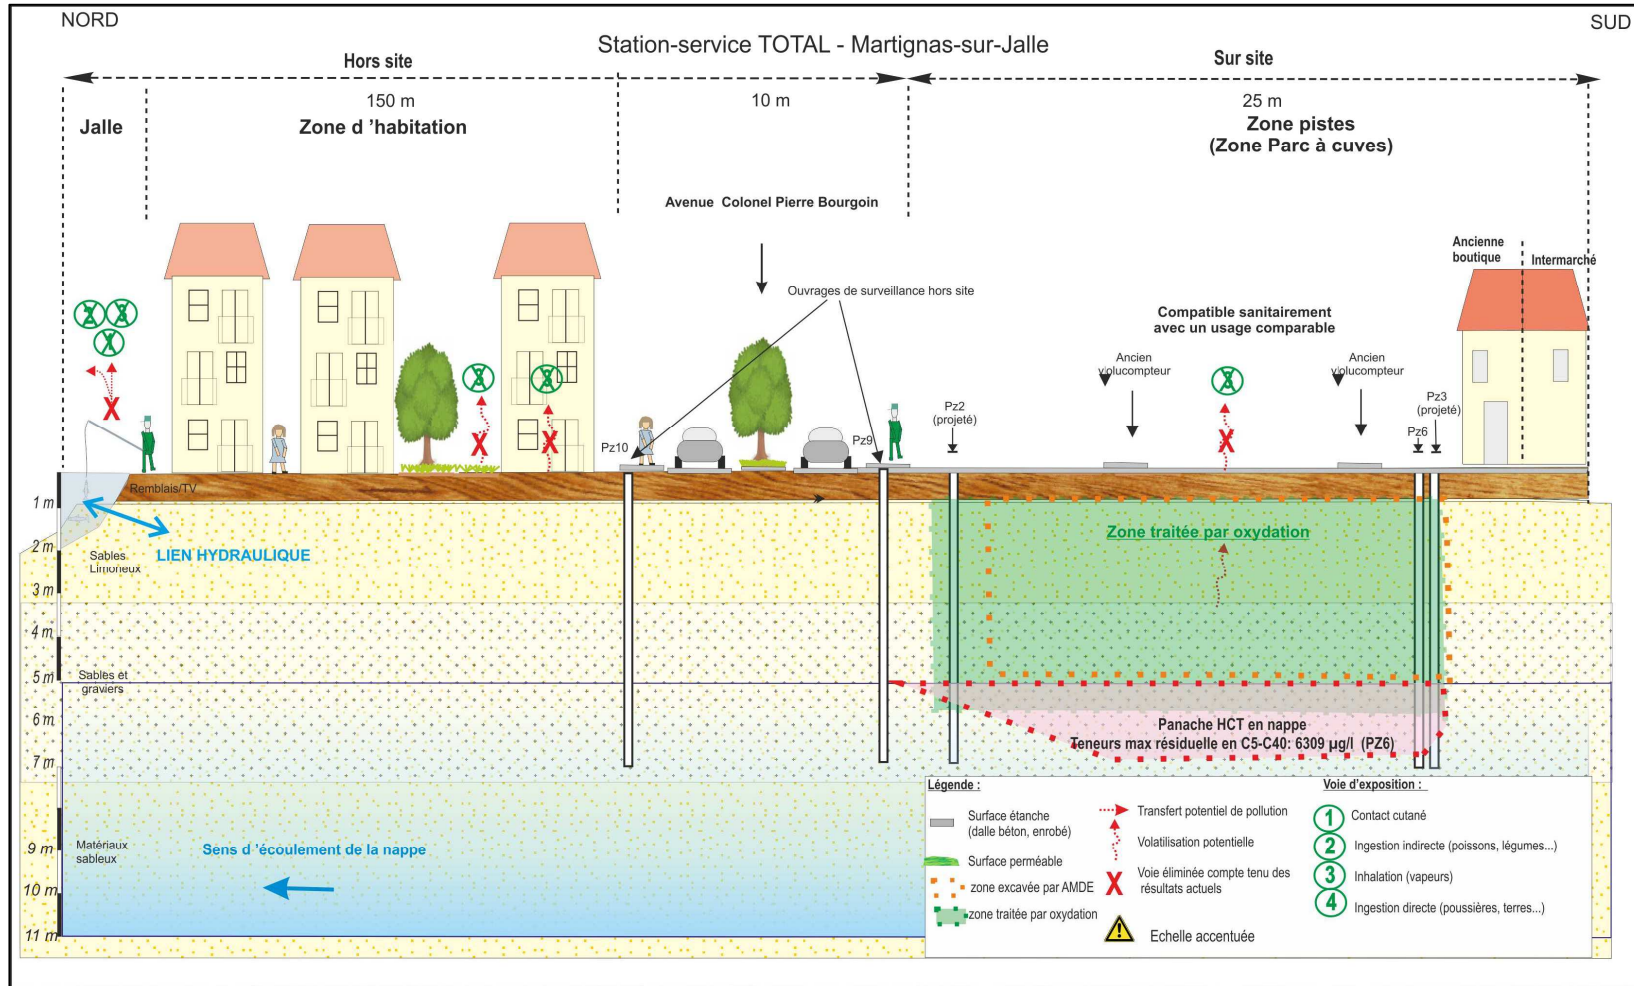 NORD
SUD
Station-service TOTAL - Martignas-sur-Jalle
Hors site
Sur site
150 m
10 m
25 m
Jalle
Zone d ’habitation
Zone pistes
(Zone Parc à cuves)
Avenue Colonel Pierre Bourgoin
Ancienne
boutique
Intermarché
Ouvrages de surveillance hors site
Compatible sanitairement
avec un usage comparable
2
3
1
3
3
3
Ancien
volucompteur
Ancien
volucompteur
Pz2
(projeté)
Pz3
(projeté)
Pz6
Pz10
Pz9
Remblais/TV
1 m
2 m
3 m
4 m
5 m
6 m
7 m
9 m
10 m
11 m
LIEN HYDRAULIQUE
Sables
Limoneux
Zone traitée par oxydation
Sables et
graviers
Panache HCT en nappe
Teneurs max résiduelle en C5-C40: 6309 µg/l (PZ6)
Matériaux
sableux
Sens d ’écoulement de la nappe
Légende :
Surface étanche
(dalle béton, enrobé)
Surface perméable
zone excavée par AMDE
zone traitée par oxydation
Transfert potentiel de pollution
Volatilisation potentielle
X Voie éliminée compte tenu des
résultats actuels
Echelle accentuée
Voie d’exposition :
1 Contact cutané
2 Ingestion indirecte (poissons, légumes...)
3 Inhalation (vapeurs)
4 Ingestion directe (poussières, terres...)